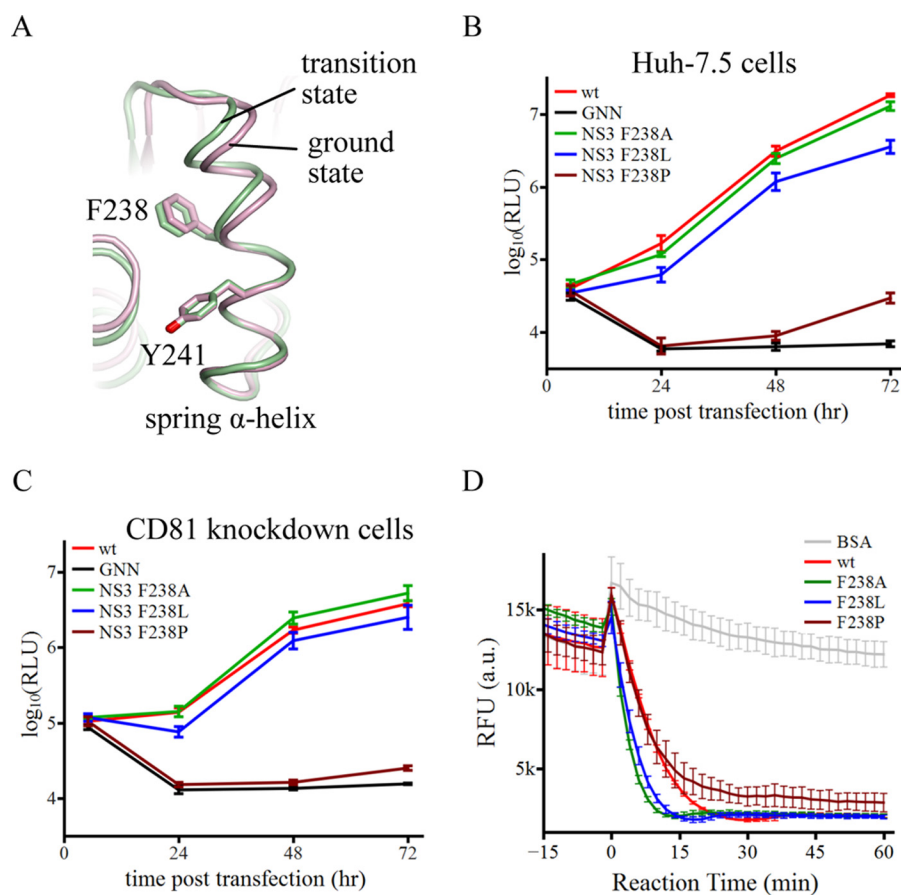 A
transition
state
ground
state
F238
Y241
spring α-helix
B
Huh-7.5 cells
wt
GNN
NS3 F238A
NS3 F238L
NS3 F238P
log10(RLU)
7
6
5
4
0
24
48
72
time post transfection (hr)
C
CD81 knockdown cells
wt
GNN
NS3 F238A
NS3 F238L
NS3 F238P
log10(RLU)
7
6
5
4
0
24
48
72
time post transfection (hr)
D
BSA
wt
F238A
F238L
F238P
RFU (a.u.)
15k
10k
5k
−15
0
15
30
45
60
Reaction Time (min)